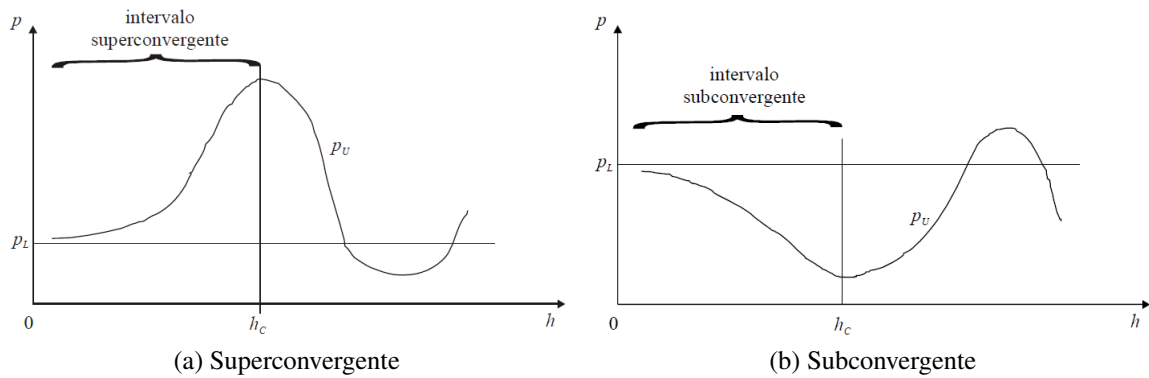 p
intervalo
superconvergente
p_U
p_L
0
h_C
h
(a) Superconvergente
p
intervalo
subconvergente
p_L
p_U
0
h_C
h
(b) Subconvergente